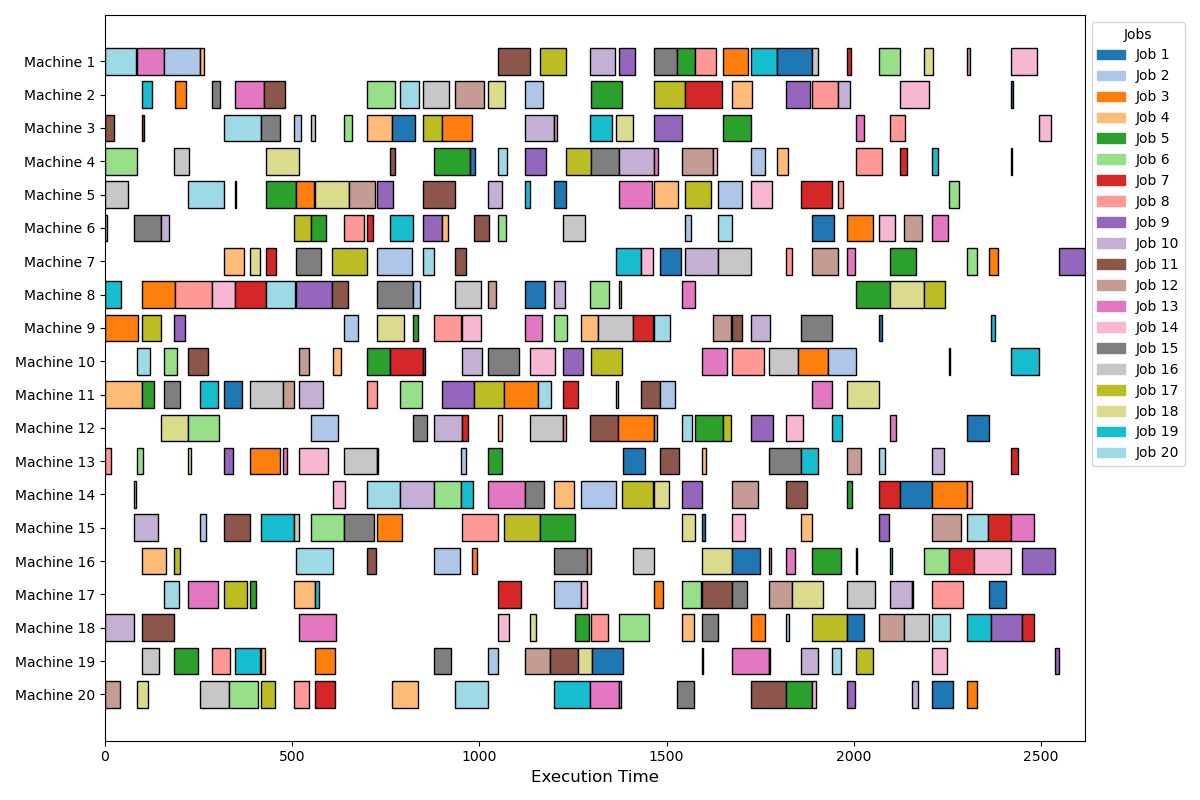 Machine 1
Machine 2
Machine 3
Machine 4
Machine 5
Machine 6
Machine 7
Machine 8
Machine 9
Machine 10
Machine 11
Machine 12
Machine 13
Machine 14
Machine 15
Machine 16
Machine 17
Machine 18
Machine 19
Machine 20
0 500 1000 1500 2000 2500
Execution Time
Jobs
Job 1
Job 2
Job 3
Job 4
Job 5
Job 6
Job 7
Job 8
Job 9
Job 10
Job 11
Job 12
Job 13
Job 14
Job 15
Job 16
Job 17
Job 18
Job 19
Job 20